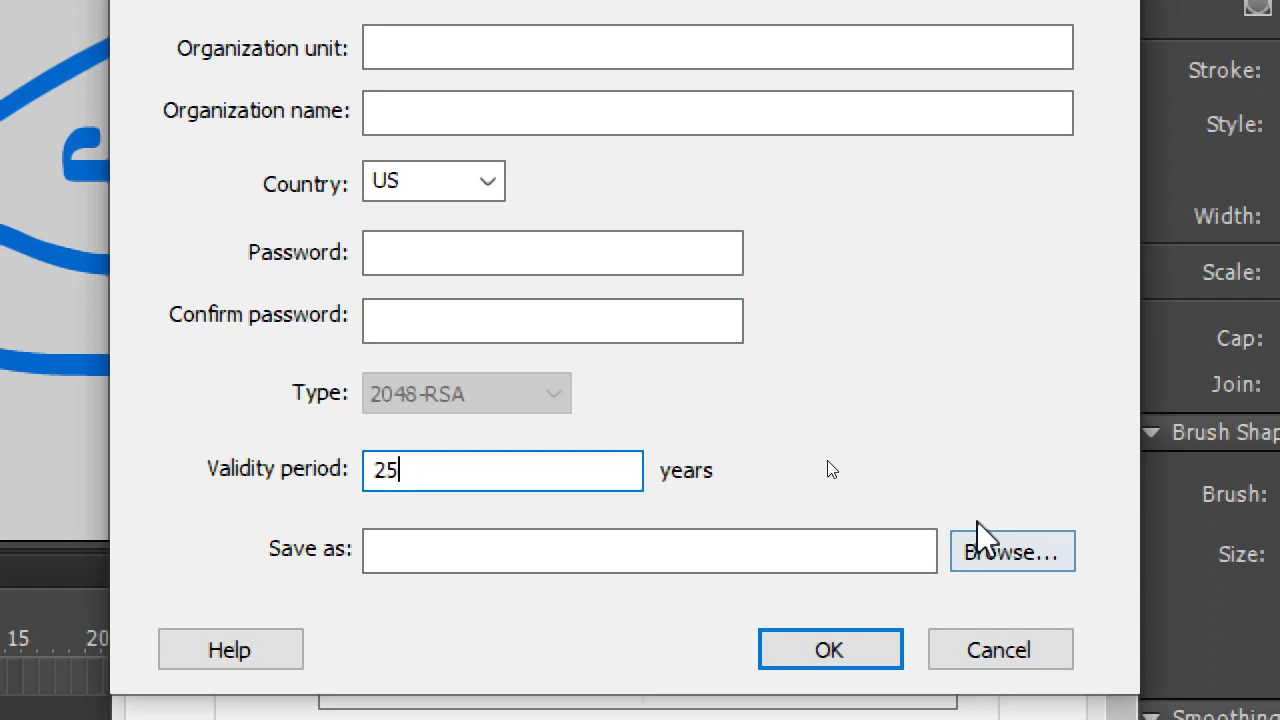 Organization unit:
Organization name:
Country: US
Password:
Confirm password:
Type: 2048-RSA
Validity period: 25 years
Save as: Browse...
Help OK Cancel
Stroke:
Style:
Width:
Scale:
Cap:
Join:
Brush Shap
Brush:
Size:
Smoothing
15 20